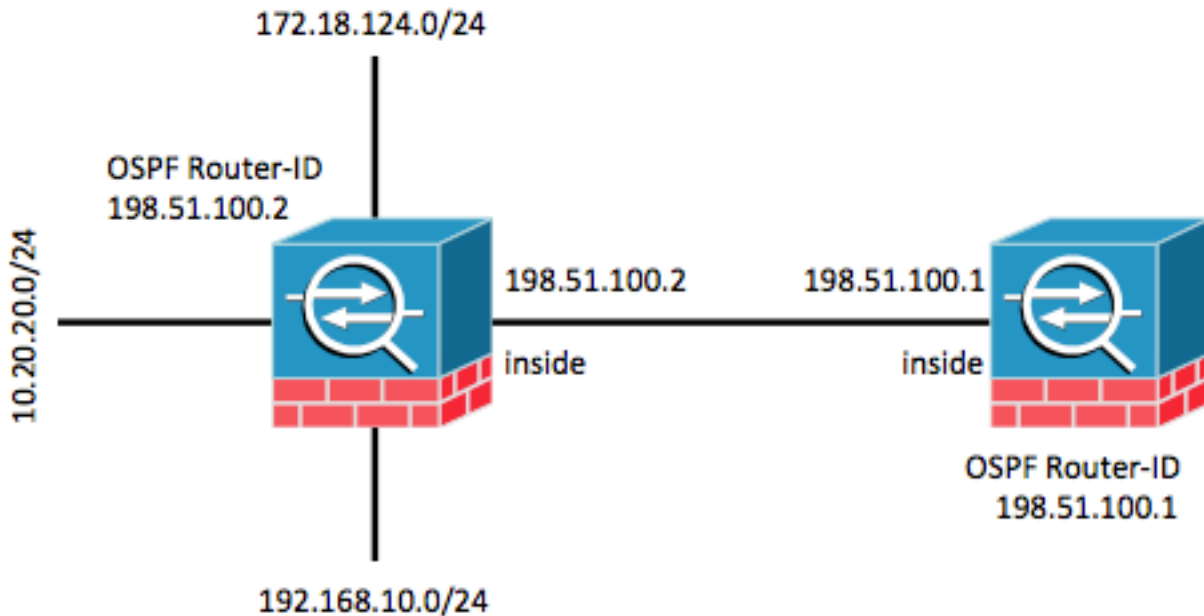 172.18.124.0/24
OSPF Router-ID
198.51.100.2
10.20.20.0/24
198.51.100.2
198.51.100.1
inside
inside
OSPF Router-ID
198.51.100.1
192.168.10.0/24